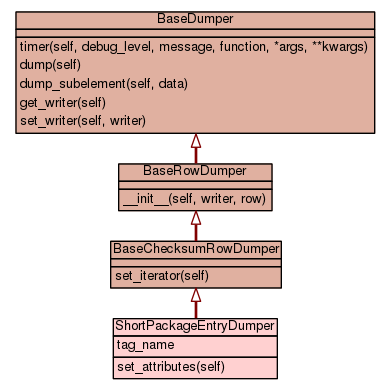 BaseDumper
timer(self, debug_level, message, function, *args, **kwargs)
dump(self)
dump_subelement(self, data)
get_writer(self)
set_writer(self, writer)
BaseRowDumper
__init__(self, writer, row)
BaseChecksumRowDumper
set_iterator(self)
ShortPackageEntryDumper
tag_name
set_attributes(self)